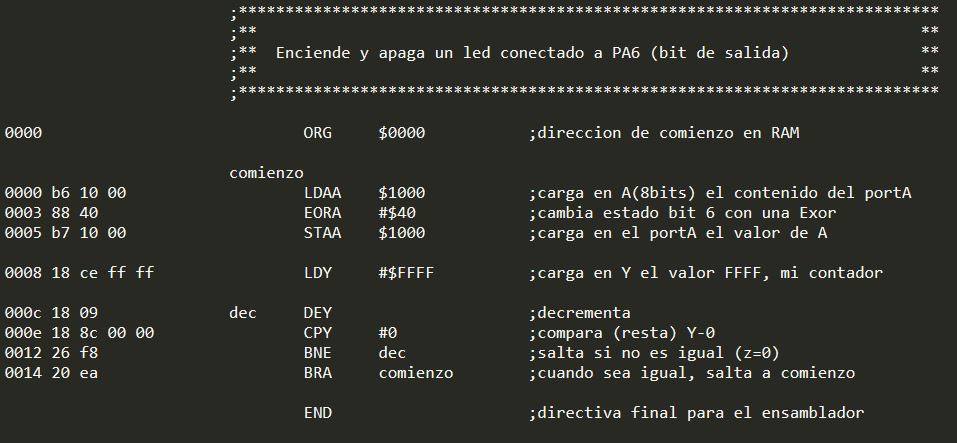 ;***************************************************************************
;**                                                                       **
;**  Enciende y apaga un led conectado a PA6 (bit de salida)              **
;**                                                                       **
;***************************************************************************
0000                            ORG     $0000           ;direccion de comienzo en RAM
comienzo
0000 b6 10 00                   LDAA    $1000           ;carga en A(8bits) el contenido del portA
0003 88 40                      EORA    #$40            ;cambia estado bit 6 con una Exor
0005 b7 10 00                   STAA    $1000           ;carga en el portA el valor de A
0008 18 ce ff ff                LDY     #$FFFF          ;carga en Y el valor FFFF, mi contador
000c 18 09              dec     DEY                     ;decrementa
000e 18 8c 00 00                CPY     #0              ;compara (resta) Y-0
0012 26 f8                      BNE     dec             ;salta si no es igual (z=0)
0014 20 ea                      BRA     comienzo        ;cuando sea igual, salta a comienzo
END                     ;directiva final para el ensamblador